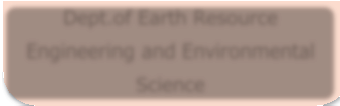 Dept.of Earth Resource
Engineering and Environmental
Science